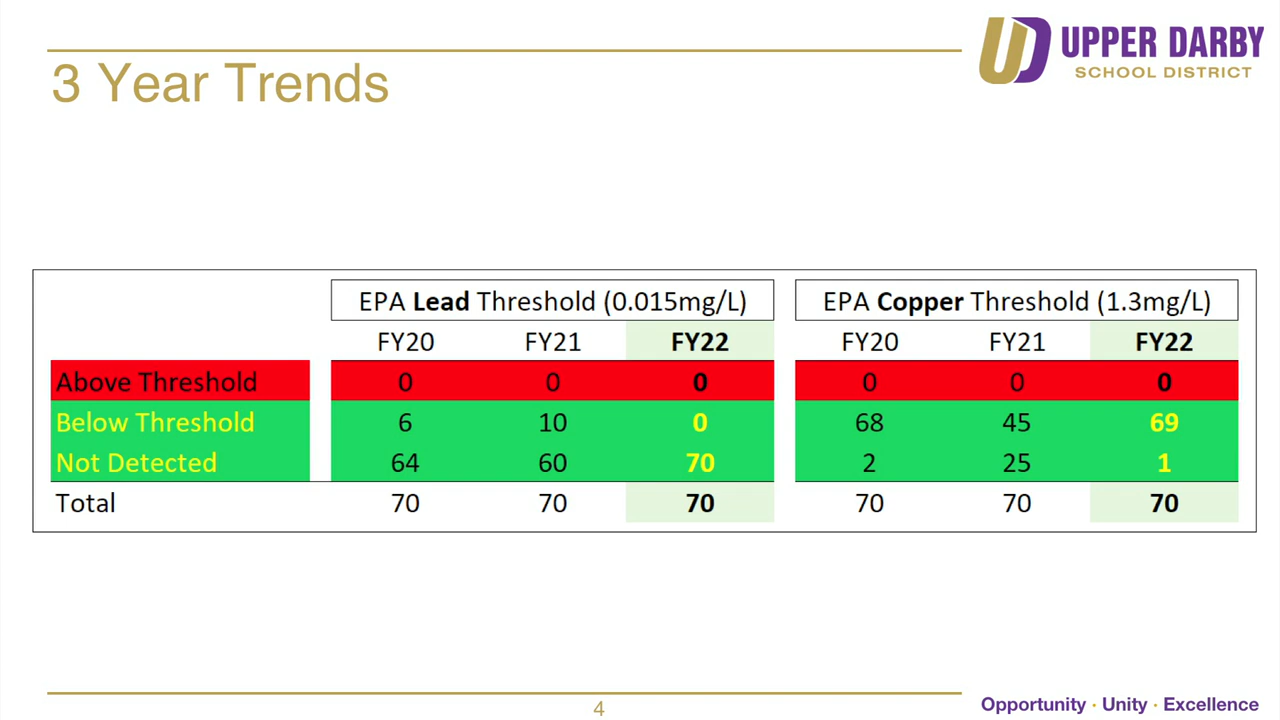 UPPER DARBY
SCHOOL DISTRICT
3 Year Trends
EPA Lead Threshold (0.015mg/L) EPA Copper Threshold (1.3mg/L)
FY20 FY21 FY22 FY20 FY21 FY22
Above Threshold 0 0 0 0 0 0
Below Threshold 6 10 0 68 45 69
Not Detected 64 60 70 2 25 1
Total 70 70 70 70 70 70
4
Opportunity · Unity · Excellence